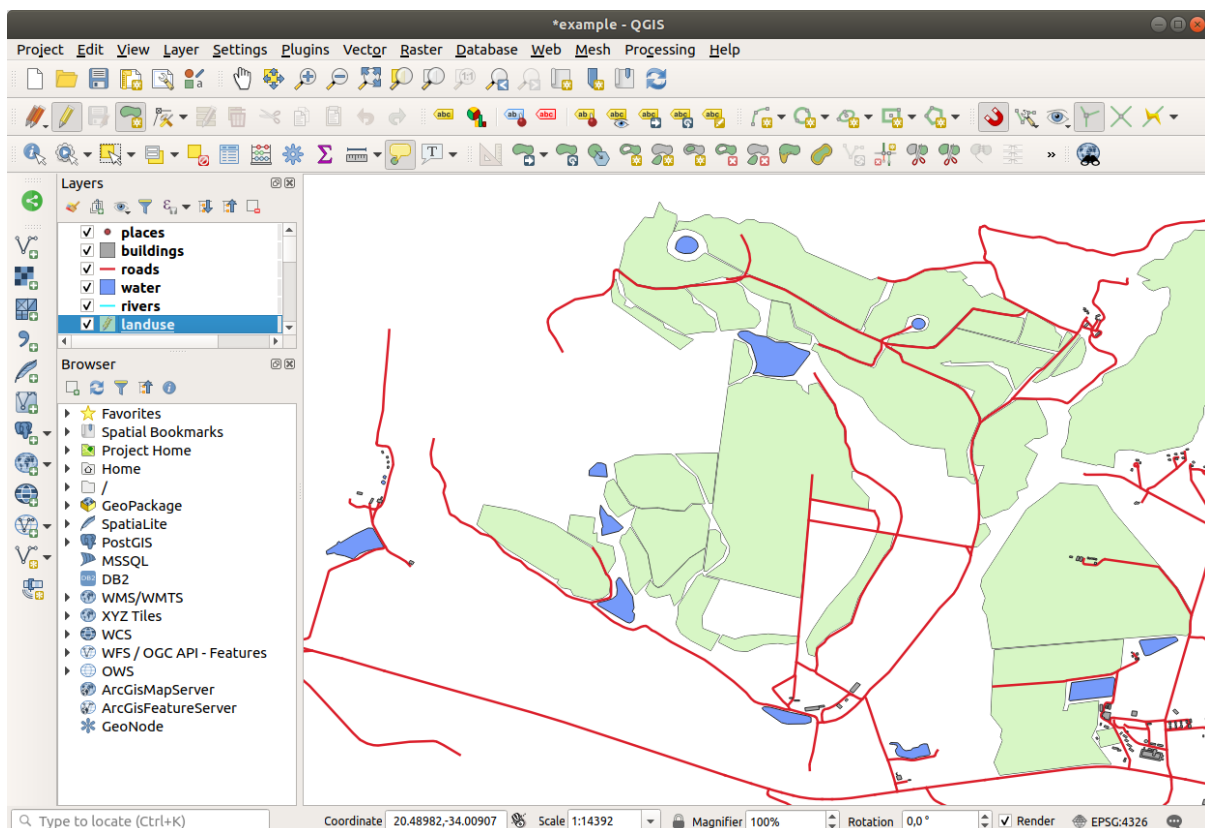 *example - QGIS
Project Edit View Layer Settings Plugins Vector Raster Database Web Mesh Processing Help
Layers
places
buildings
roads
water
rivers
landuse
Browser
Favorites
Spatial Bookmarks
Project Home
Home
/
GeoPackage
SpatiaLite
PostGIS
MSSQL
DB2
WMS/WMTS
XYZ Tiles
WCS
WFS / OGC API - Features
OWS
ArcGisMapServer
ArcGisFeatureServer
GeoNode
Type to locate (Ctrl+K) Coordinate 20.48982,-34.00907 Scale 1:14392 Magnifier 100% Rotation 0,0 ° Render EPSG:4326